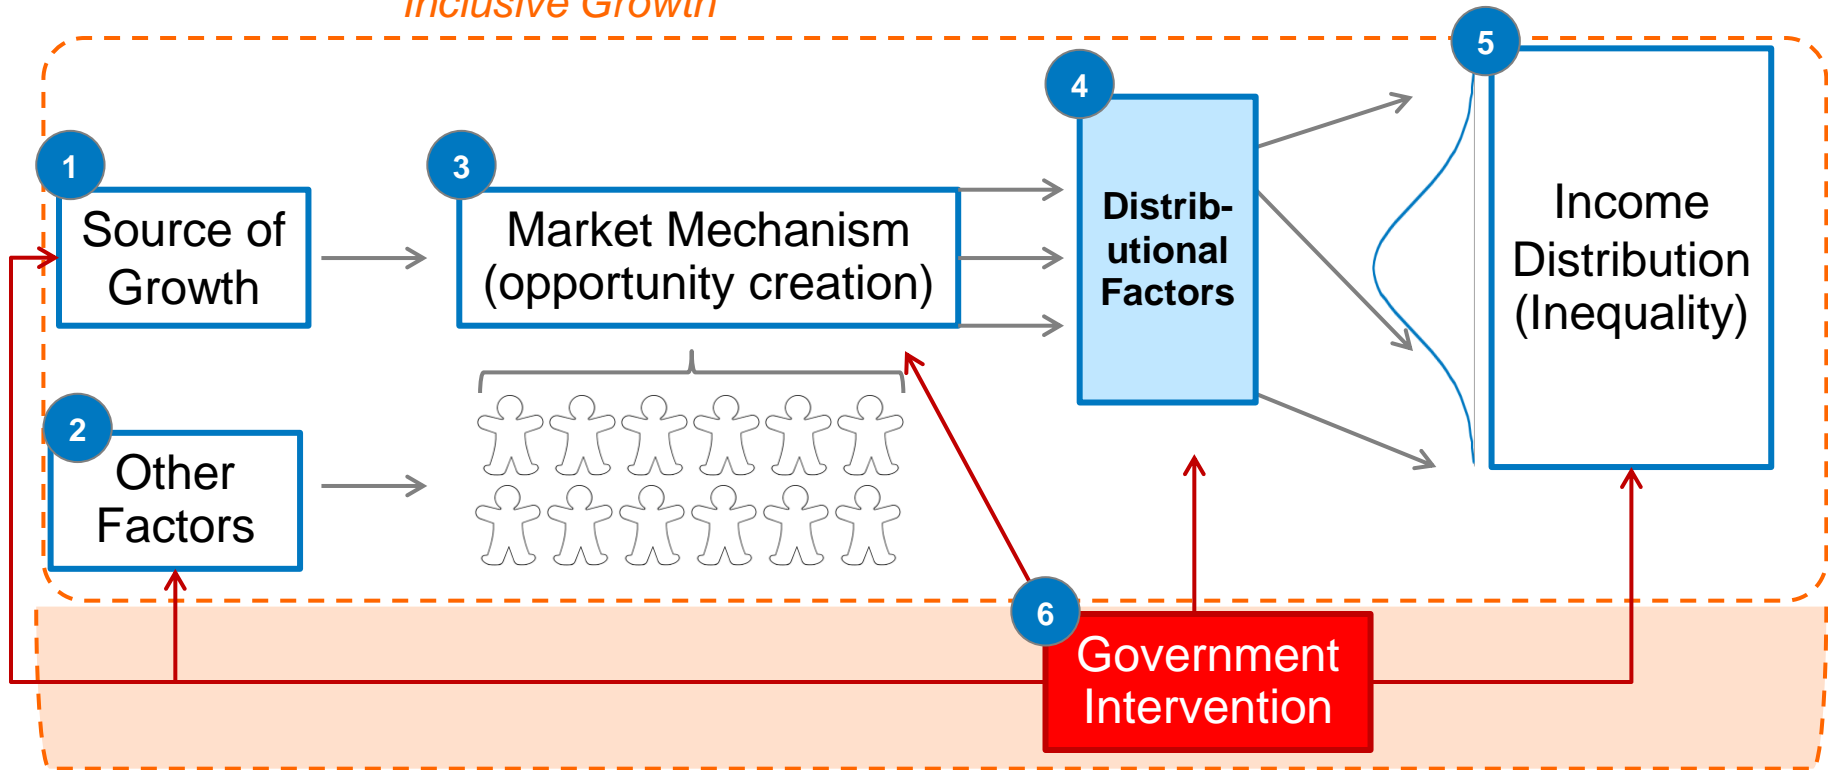 Inclusive Growth
1
Source of
Growth
2
Other
Factors
3
Market Mechanism
(opportunity creation)
4
Distrib-
utional
Factors
5
Income
Distribution
(Inequality)
6
Government
Intervention